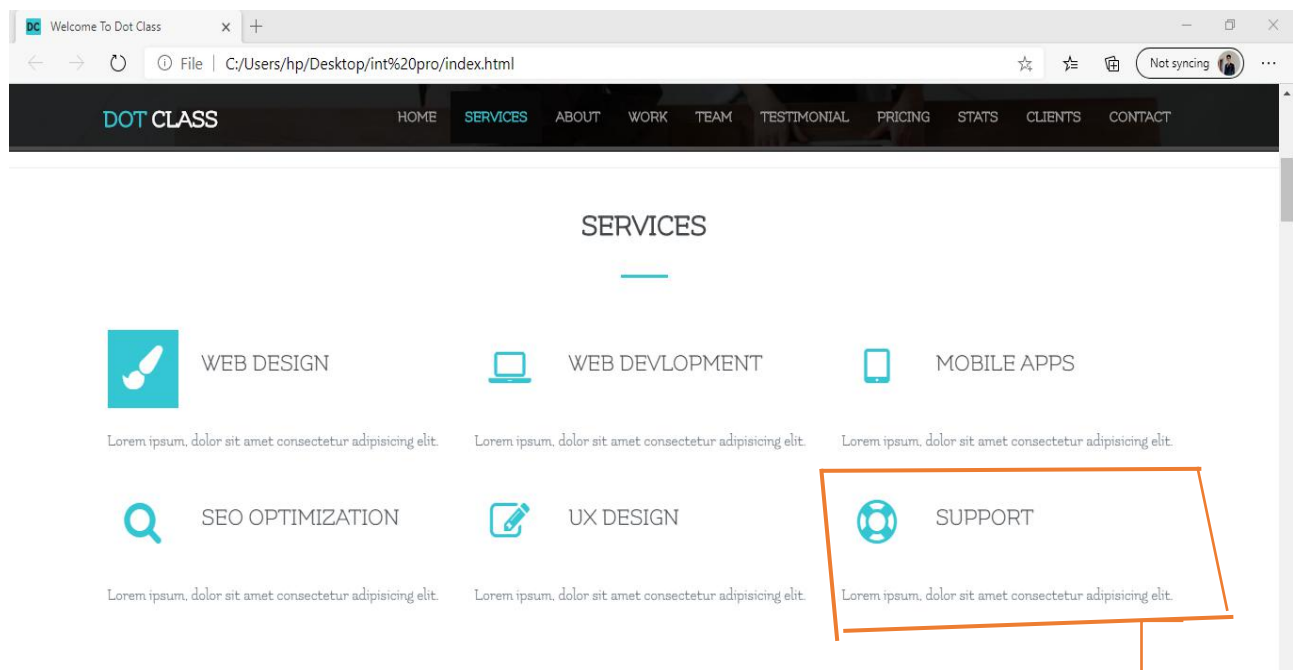 DC Welcome To Dot Class
File | C:/Users/hp/Desktop/int%20pro/index.html Not syncing
DOT CLASS HOME SERVICES ABOUT WORK TEAM TESTIMONIAL PRICING STATS CLIENTS CONTACT
SERVICES
WEB DESIGN WEB DEVLOPMENT MOBILE APPS
Lorem ipsum, dolor sit amet consectetur adipisicing elit. Lorem ipsum, dolor sit amet consectetur adipisicing elit. Lorem ipsum, dolor sit amet consectetur adipisicing elit.
SEO OPTIMIZATION UX DESIGN SUPPORT
Lorem ipsum, dolor sit amet consectetur adipisicing elit. Lorem ipsum, dolor sit amet consectetur adipisicing elit. Lorem ipsum, dolor sit amet consectetur adipisicing elit.